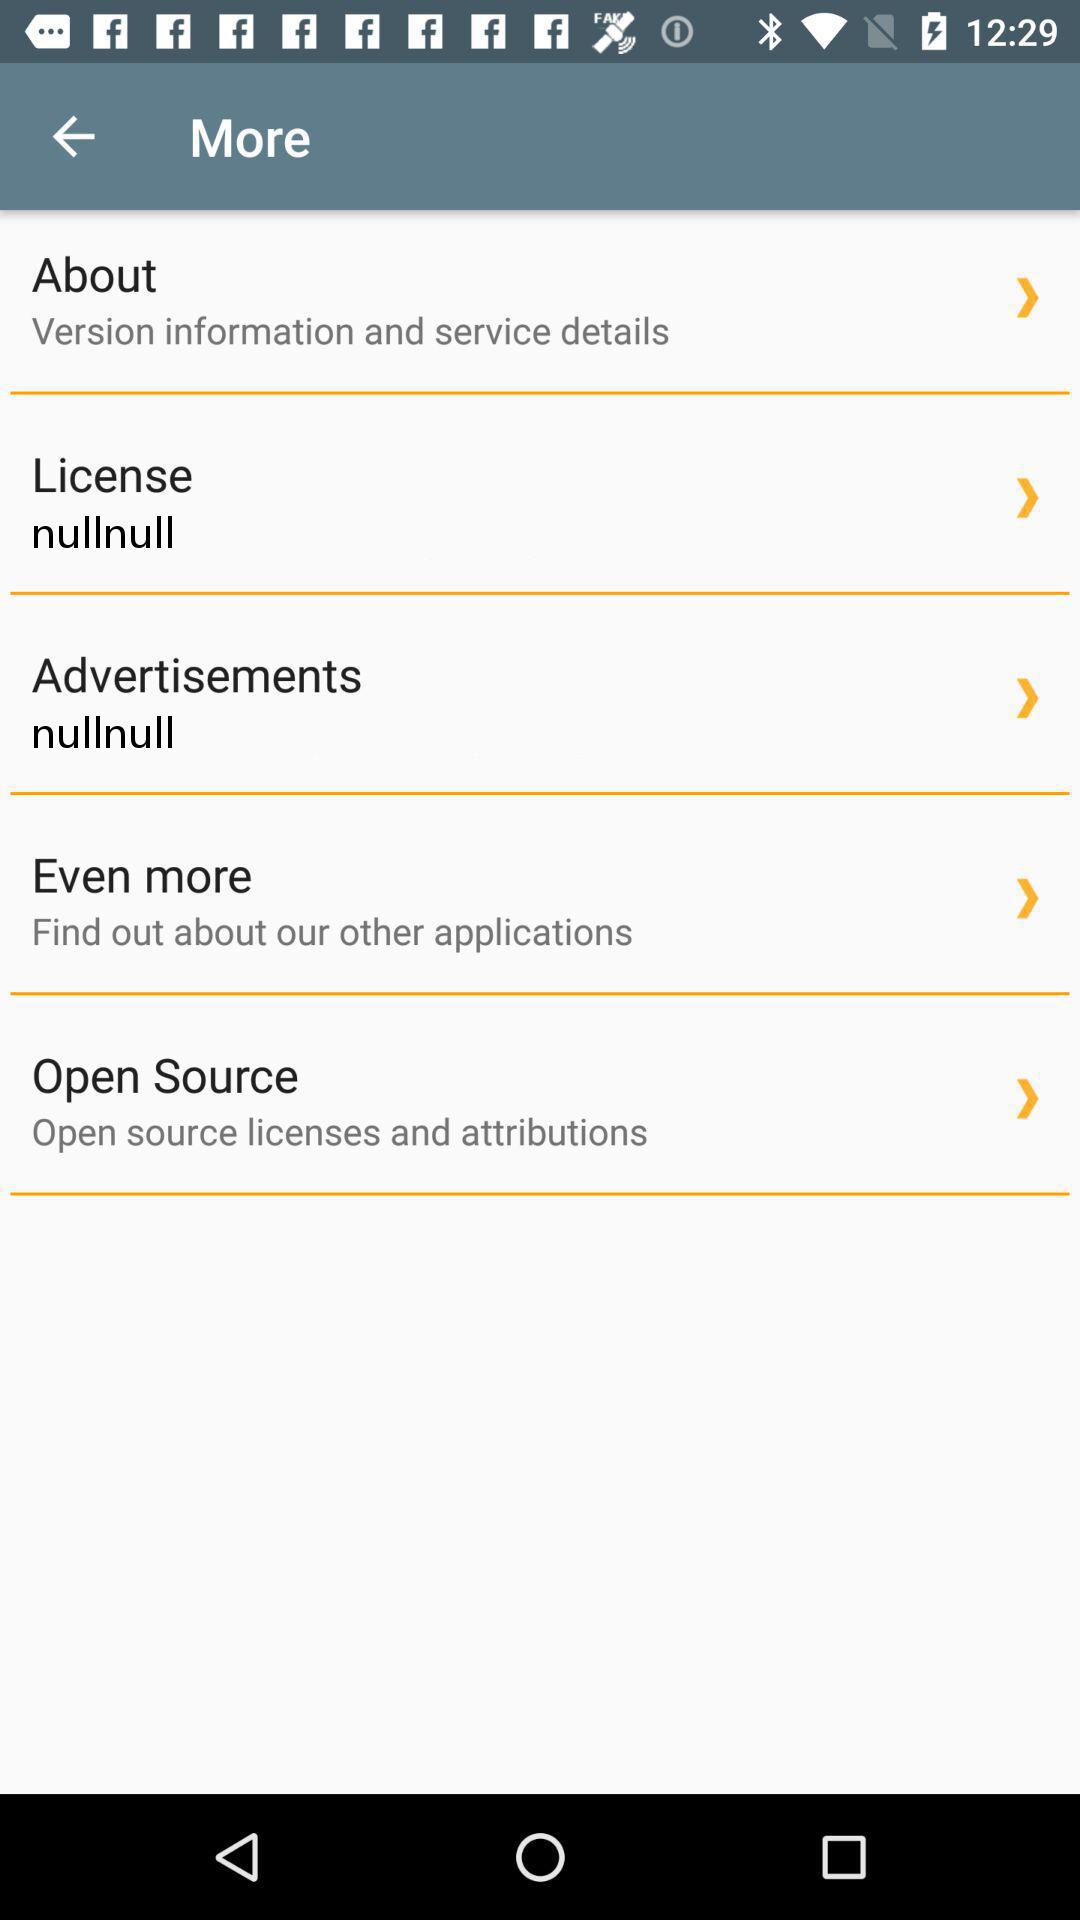 FAKE
12:29
More
About
Version information and service details
License
nullnull
Advertisements
nullnull
Even more
Find out about our other applications
Open Source
Open source licenses and attributions